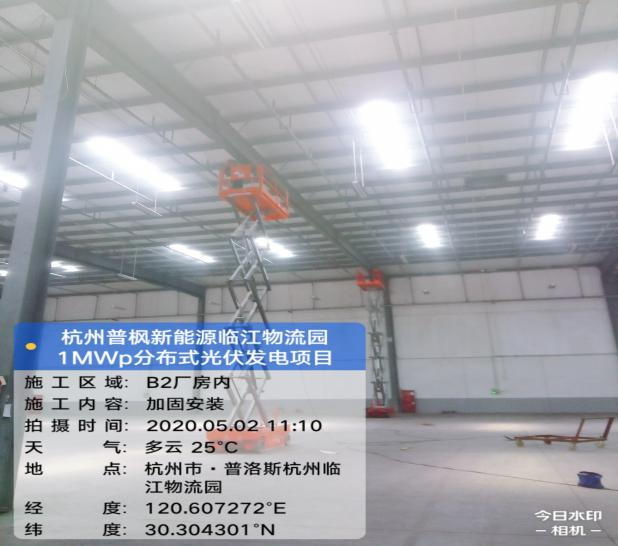 杭州普枫新能源临江物流园
1MWp分布式光伏发电项目
施工区域: B2厂房内
施工内容: 加固安装
拍摄时间: 2020.05.02 11:10
天气: 多云 25°C
地点: 杭州市·普洛斯杭州临
江物流园
经度: 120.607272°E
纬度: 30.304301°N
今日水印
－相机－